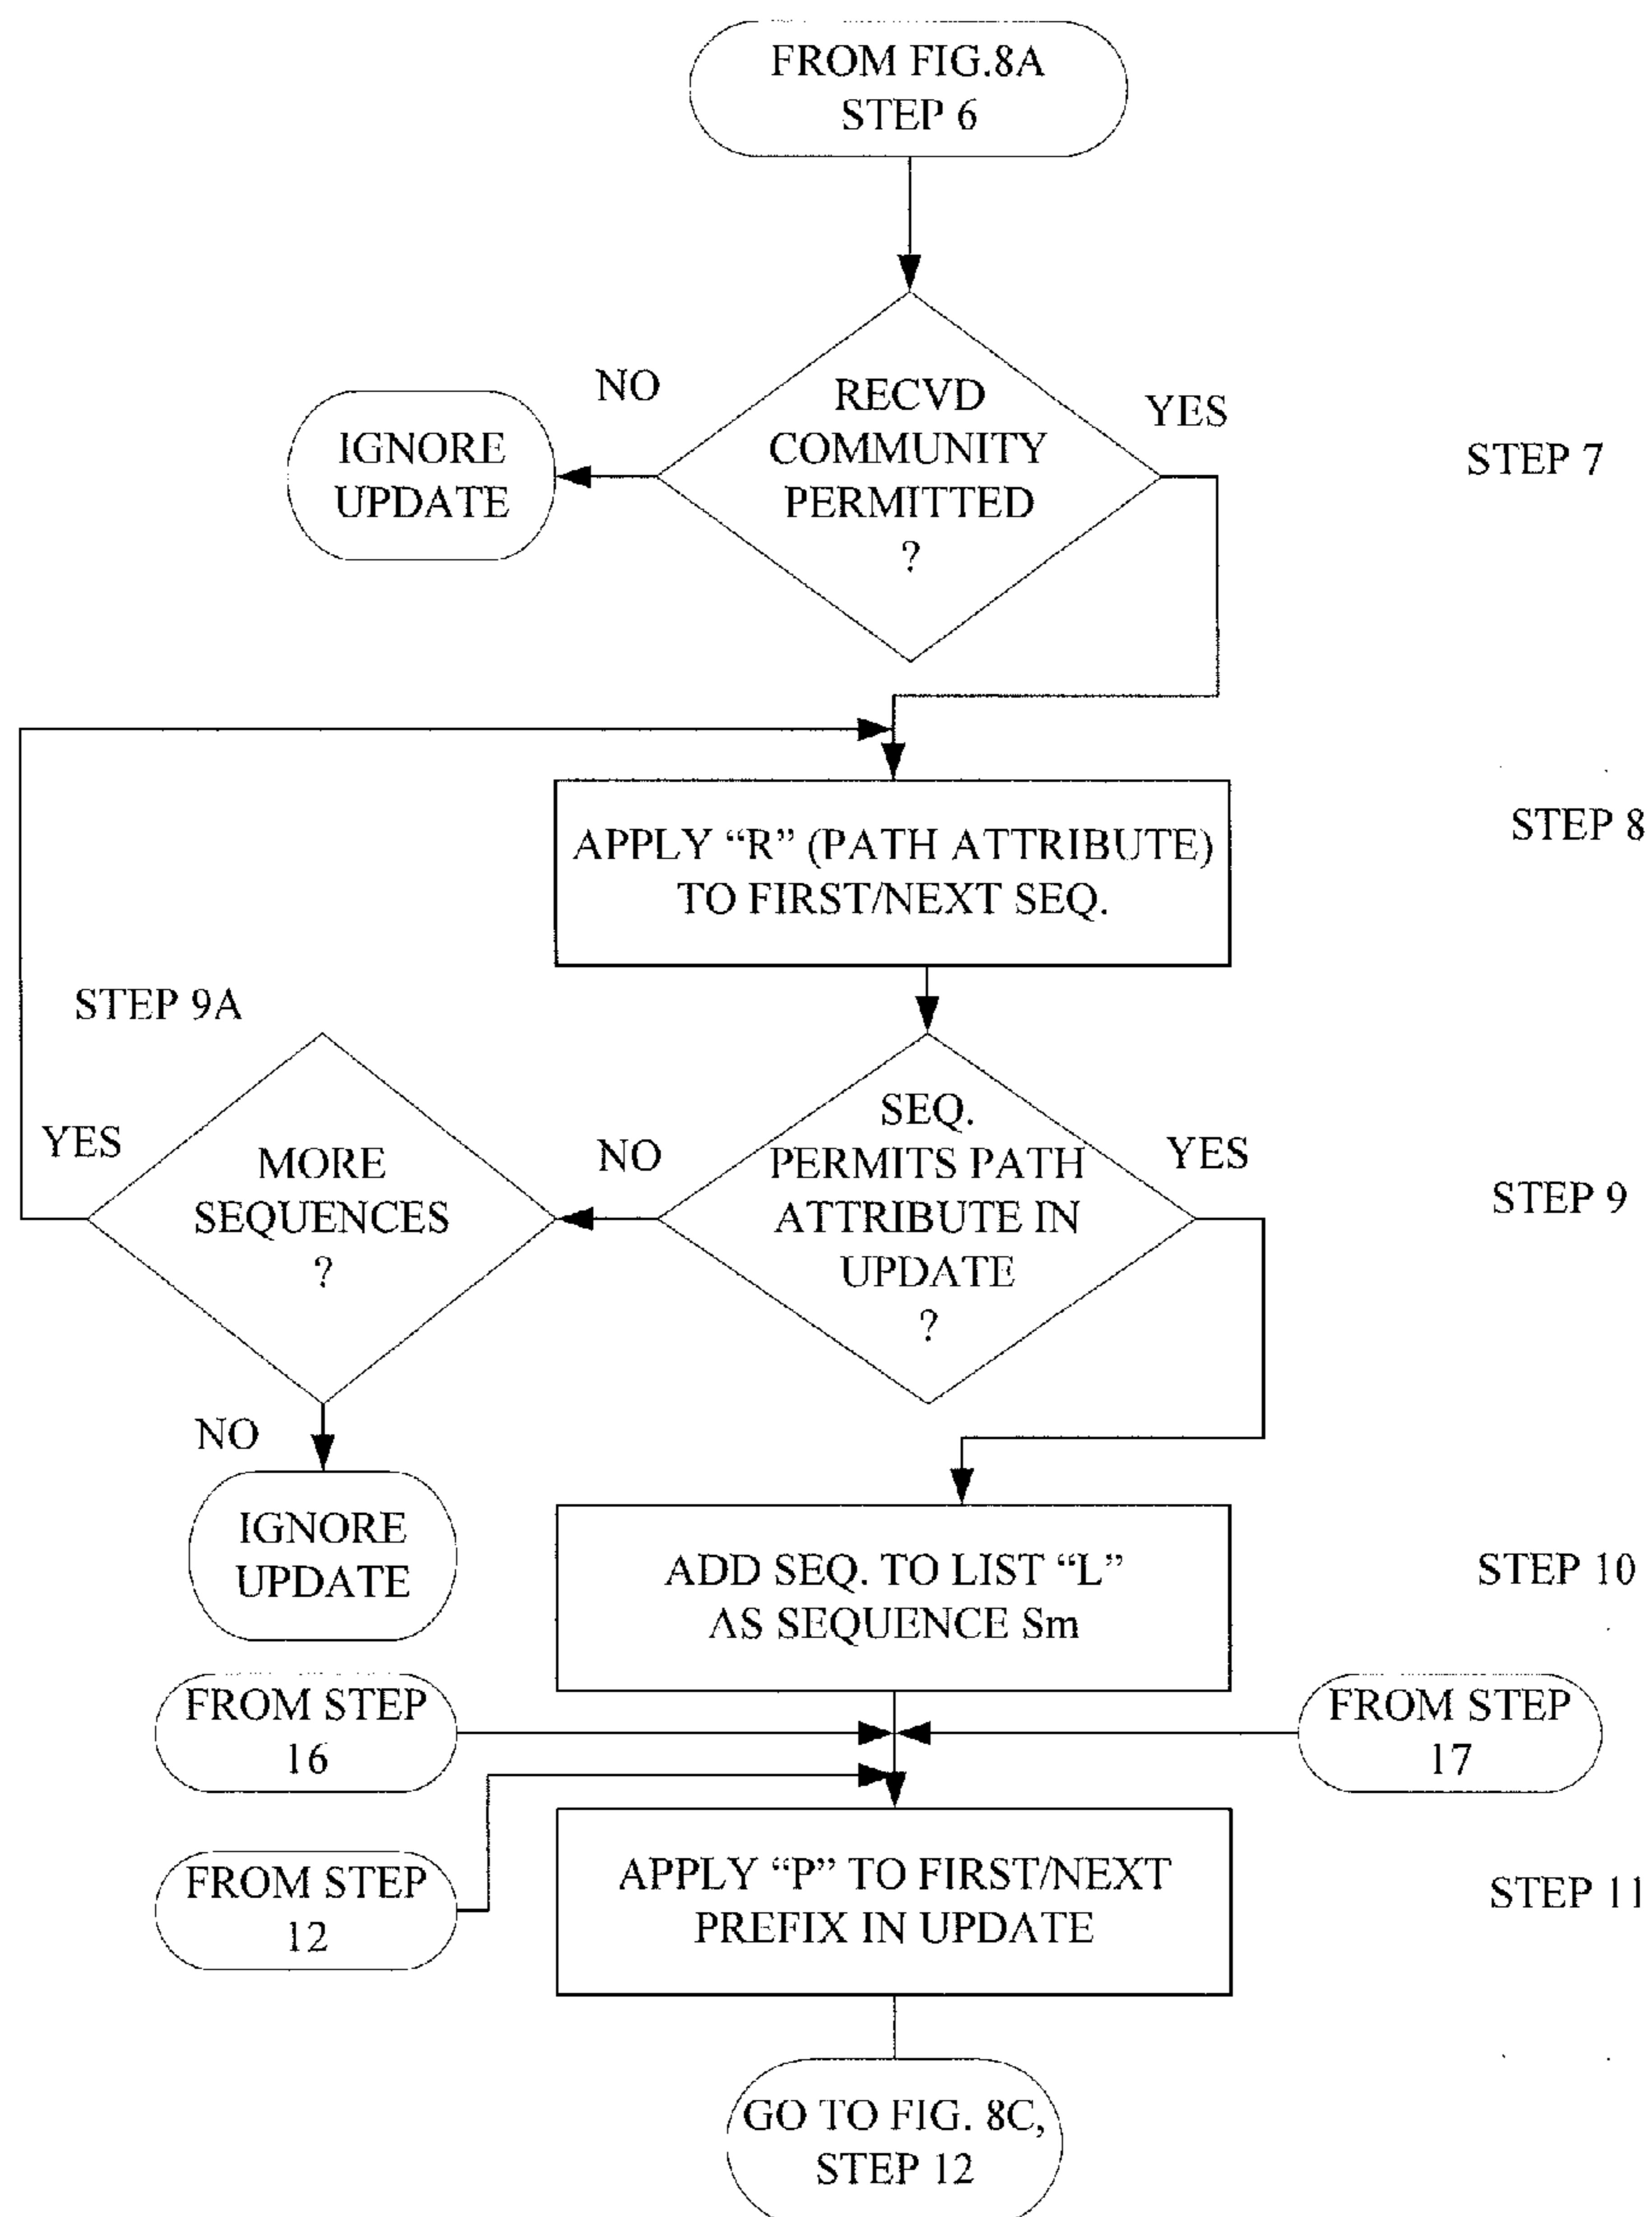 FROM FIG.8A
STEP 6
NO
RECVD
COMMUNITY
PERMITTED
?
YES
IGNORE
UPDATE
STEP 7
APPLY “R” (PATH ATTRIBUTE)
TO FIRST/NEXT SEQ.
STEP 8
STEP 9A
YES
MORE
SEQUENCES
?
NO
SEQ.
PERMITS PATH
ATTRIBUTE IN
UPDATE
?
YES
STEP 9
NO
IGNORE
UPDATE
ADD SEQ. TO LIST “L”
AS SEQUENCE Sm
STEP 10
FROM STEP
16
FROM STEP
17
FROM STEP
12
APPLY “P” TO FIRST/NEXT
PREFIX IN UPDATE
STEP 11
GO TO FIG. 8C,
STEP 12